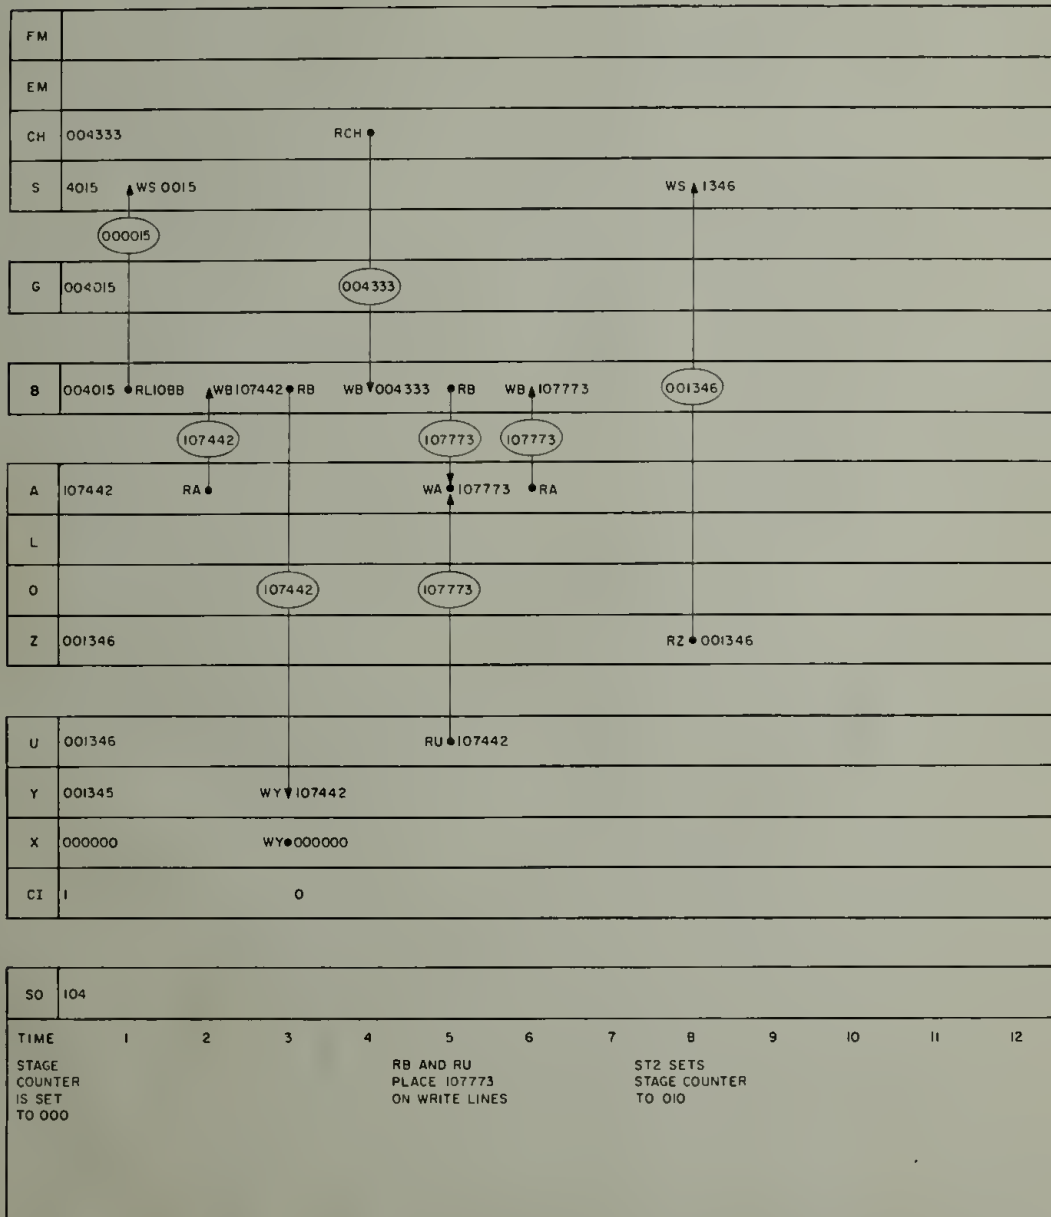 FM
EM
CH 004333 RCH
S 4015 WS 0015 WS 1346
000015
G 004015 004333
B 004015 RL10BB WB 107442 RB WB 004333 RB WB 107773 001346
107442 107773 107773
A 107442 RA WA 107773 RA
L
O 107442 107773
Z 001346 RZ 001346
U 001346 RU 107442
Y 001345 WY 107442
X 000000 WY 000000
CI 1 0
SO 104
TIME 1 2 3 4 5 6 7 8 9 10 11 12
STAGE
COUNTER
IS SET
TO 000
RB AND RU
PLACE 107773
ON WRITE LINES
ST2 SETS
STAGE COUNTER
TO 010